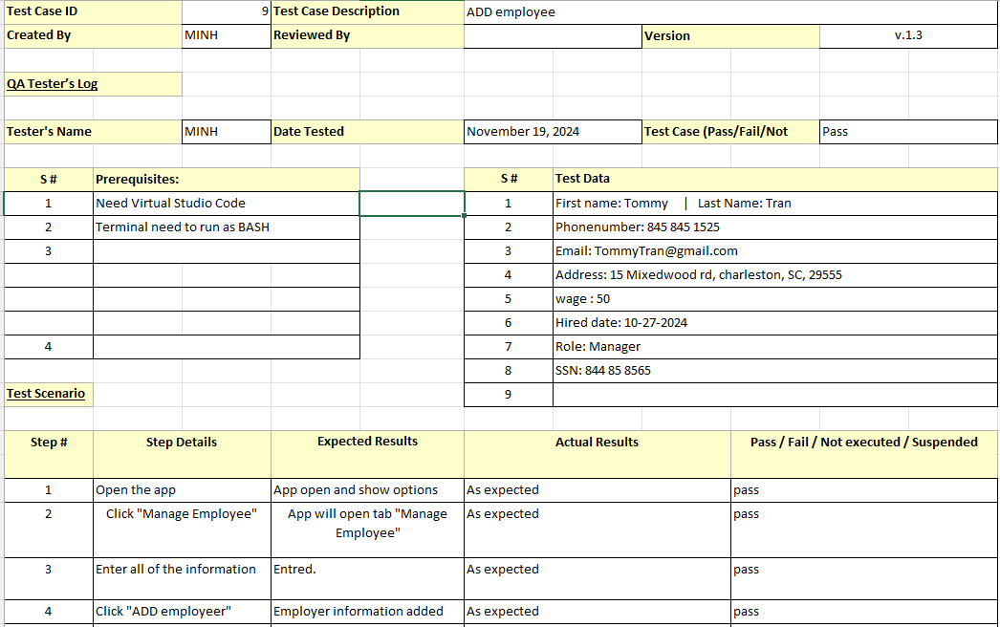 Test Case ID 9 Test Case Description ADD employee
Created By MINH Reviewed By Version v.1.3
QA Tester’s Log
Tester's Name MINH Date Tested November 19, 2024 Test Case (Pass/Fail/Not Pass
S # Prerequisites: S # Test Data
1 Need Virtual Studio Code 1 First name: Tommy | Last Name: Tran
2 Terminal need to run as BASH 2 Phonenumber: 845 845 1525
3 3 Email: TommyTran@gmail.com
4 Address: 15 Mixedwood rd, charleston, SC, 29555
5 wage : 50
6 Hired date: 10-27-2024
4 7 Role: Manager
8 SSN: 844 85 8565
Test Scenario 9
Step # Step Details Expected Results Actual Results Pass / Fail / Not executed / Suspended
1 Open the app App open and show options As expected pass
2 Click "Manage Employee" App will open tab "Manage As expected pass
Employee"
3 Enter all of the information Entred. As expected pass
4 Click "ADD employeer" Employer information added As expected pass